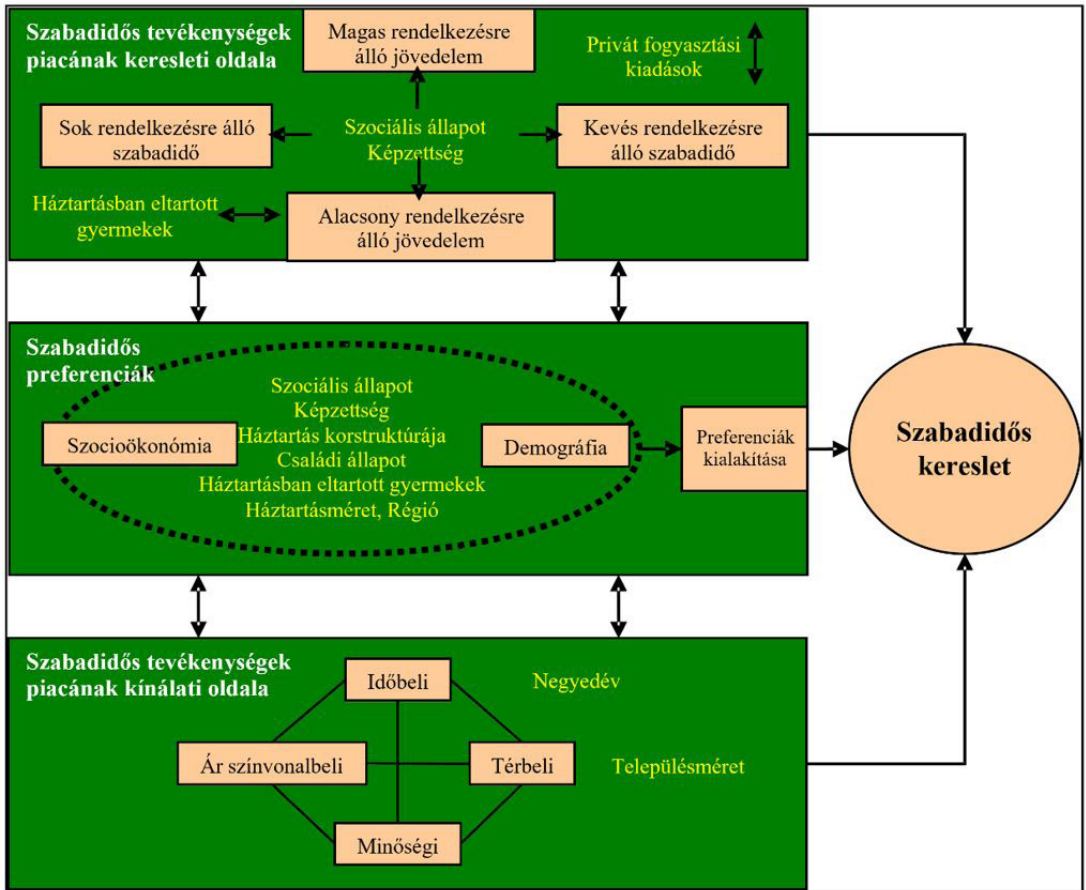 Szabadidős tevékenységek
piacának keresleti oldala
Magas rendelkezésre
álló jövedelem
Privát fogyasztási
kiadások
Sok rendelkezésre álló
szabadidő
Szociális állapot
Képzettség
Kevés rendelkezésre
álló szabadidő
Háztartásban eltartott
gyermekek
Alacsony rendelkezésre
álló jövedelem
Szabadidős
preferenciák
Szociális állapot
Képzettség
Háztartás korstruktúrája
Családi állapot
Háztartásban eltartott gyermekek
Háztartásméret, Régió
Szocioökonómia
Demográfia
Preferenciák
kialakítása
Szabadidős
kereslet
Szabadidős tevékenységek
piacának kínálati oldala
Időbeli
Negyedév
Ár színvonalbeli
Térbeli
Településméret
Minőségi